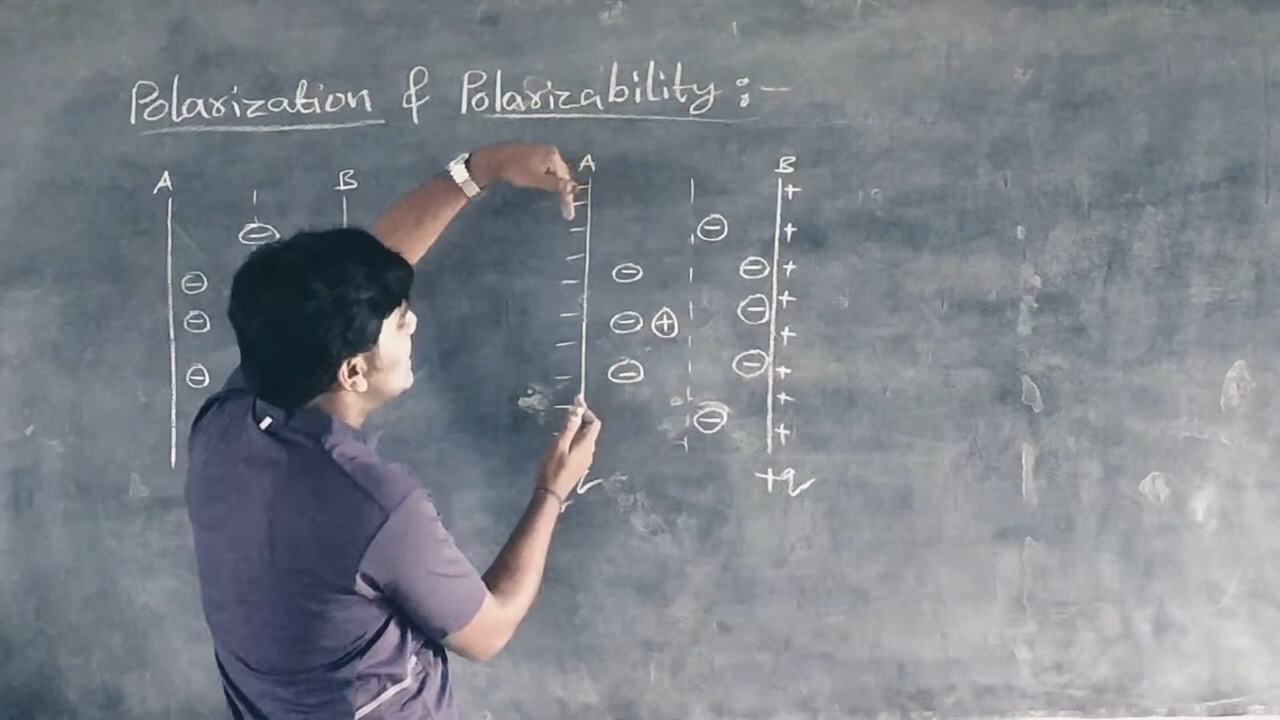 Polarization & Polarizability :-
A B A B
⊖ - + ⊖
- + ⊖
⊖ - ⊖ + ⊖
- + ⊖
⊖ - ⊖ ⊕ +
- ⊖ +
⊖ - ⊖ +
- ⊖ +
+q